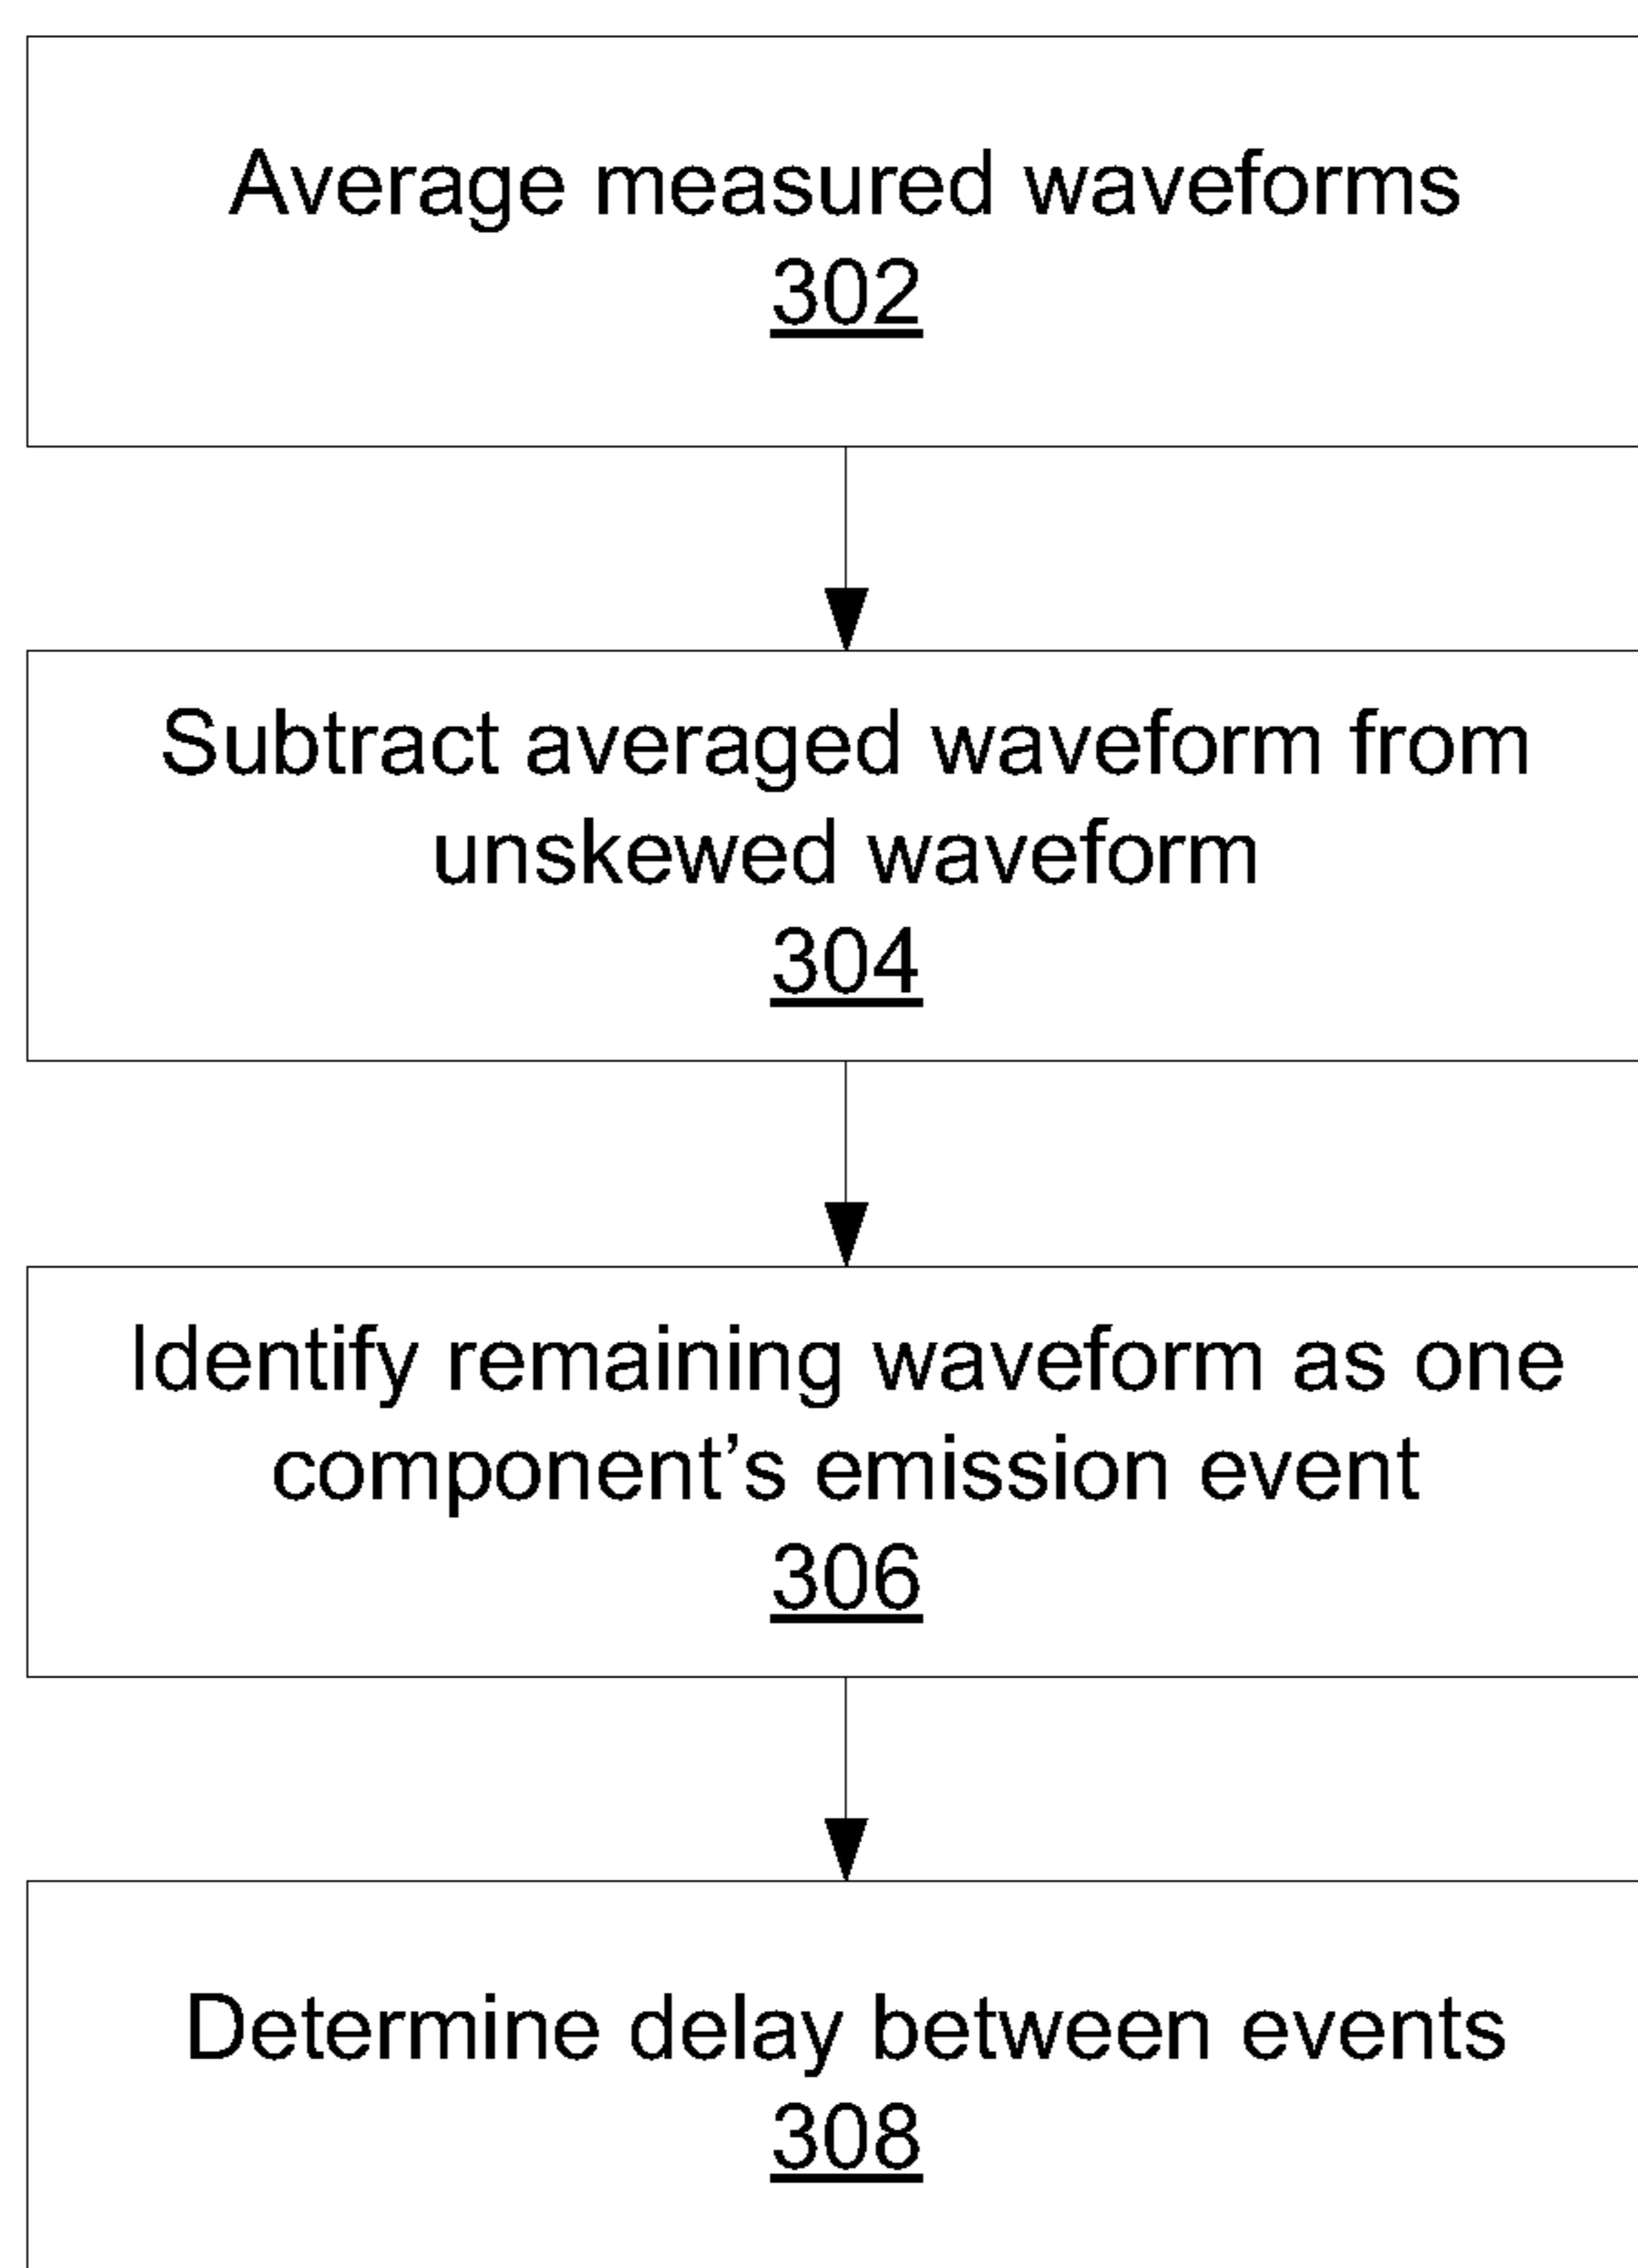 Average measured waveforms
302
Subtract averaged waveform from
unskewed waveform
304
Identify remaining waveform as one
component’s emission event
306
Determine delay between events
308